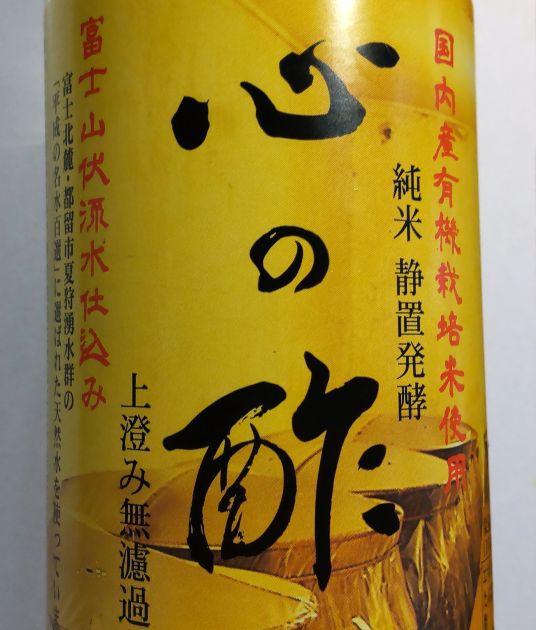 国内産有機栽培米使用
純米 静置発酵
心の酢
上澄み無濾過
富士山伏流水仕込み
富士北麓・都留市夏狩湧水群の
「平成の名水百選」に選ばれた天然水を使ってい